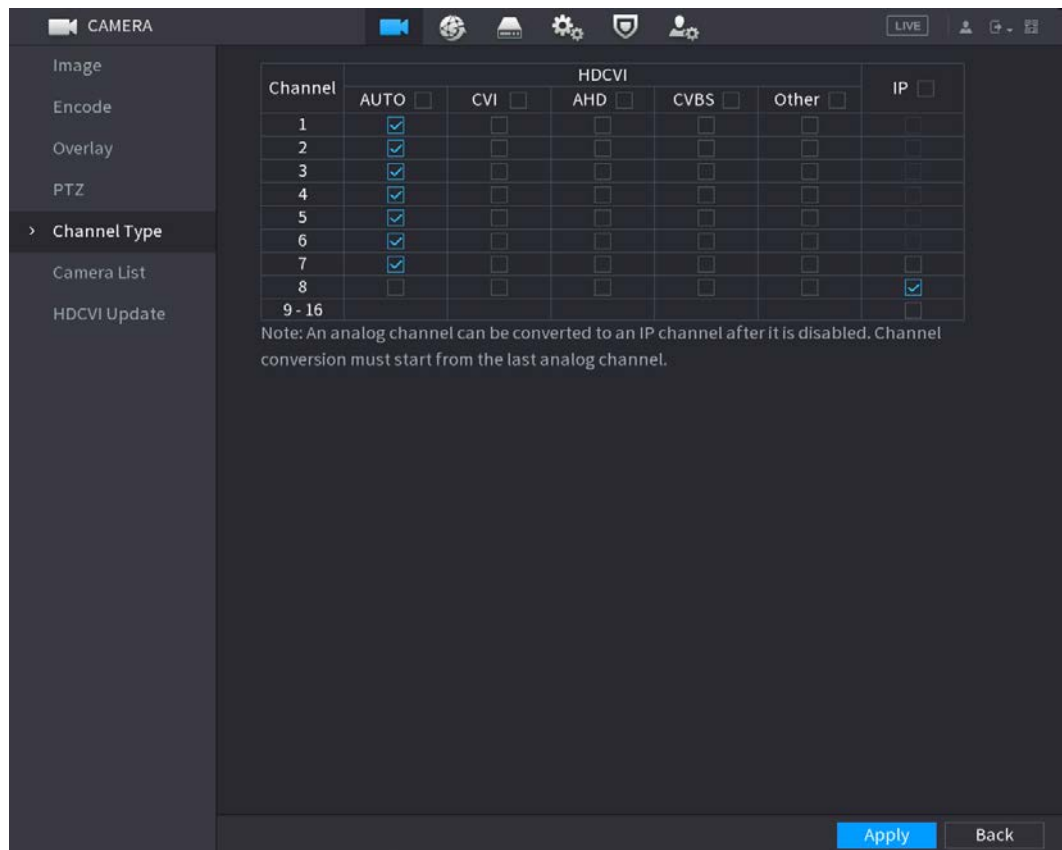 CAMERA
LIVE
Image
Encode
Overlay
PTZ
Channel Type
Camera List
HDCVI Update
Channel HDCVI IP
AUTO CVI AHD CVBS Other
1
2
3
4
5
6
7
8
9 - 16
Note: An analog channel can be converted to an IP channel after it is disabled. Channel
conversion must start from the last analog channel.
Apply Back